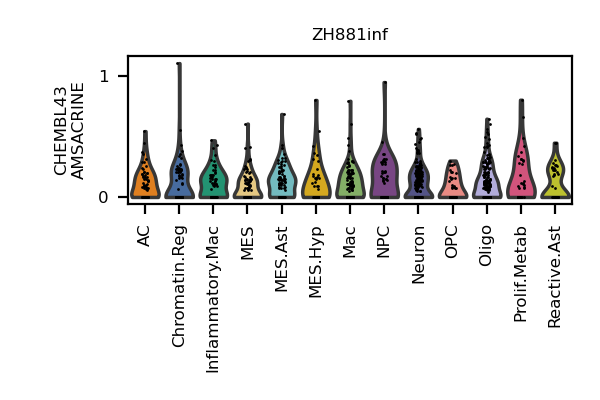 ZH881inf
CHEMBL43
AMSACRINE
1
0
AC
Chromatin.Reg
Inflammatory.Mac
MES
MES.Ast
MES.Hyp
Mac
NPC
Neuron
OPC
Oligo
Prolif.Metab
Reactive.Ast